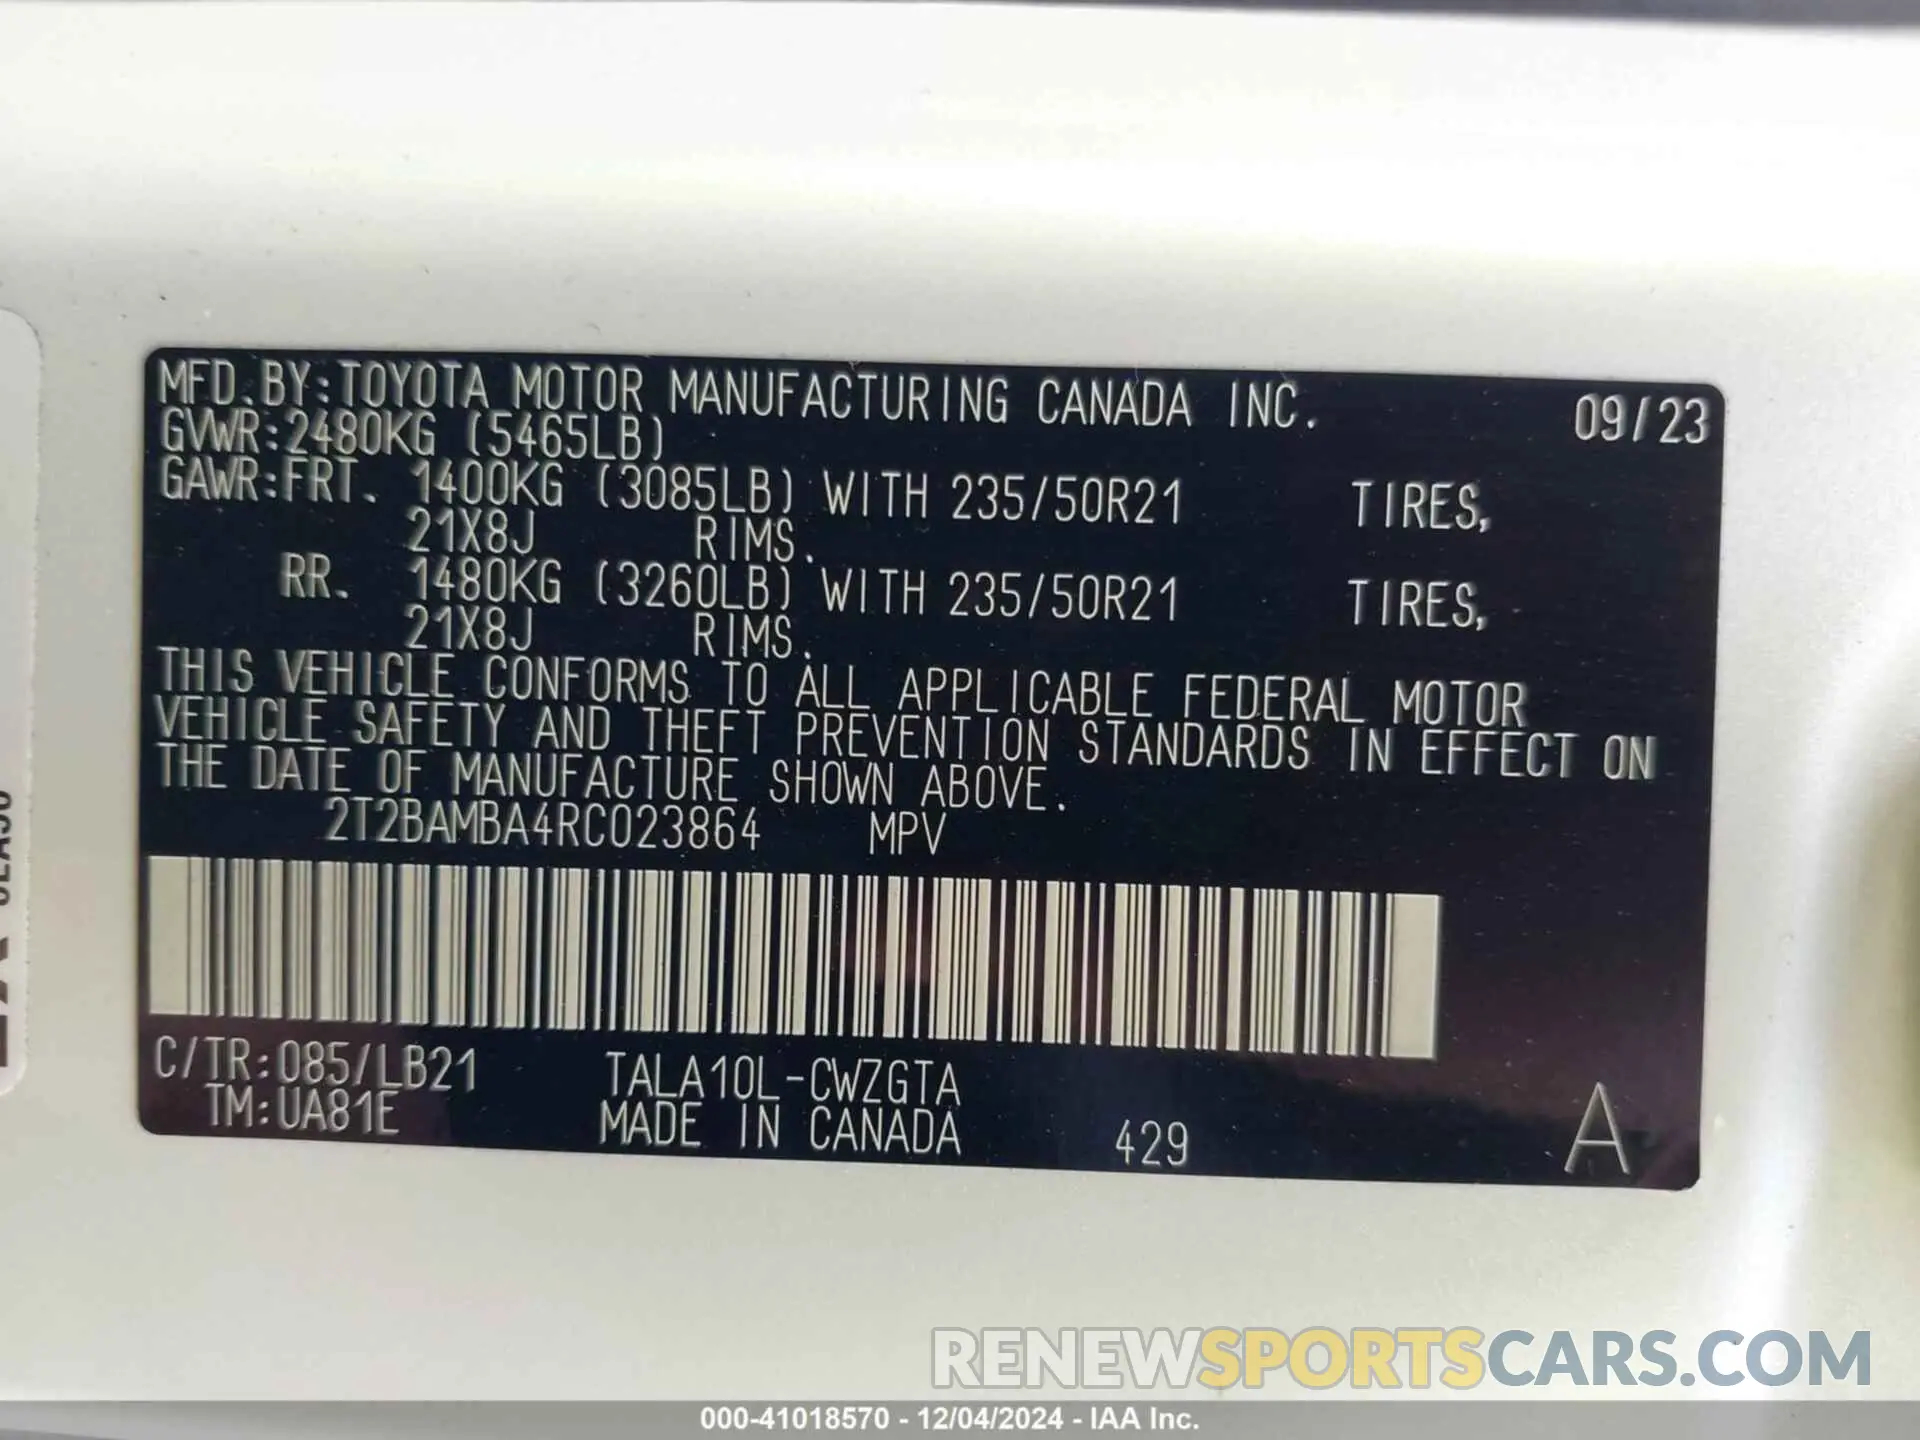 MFD.BY:TOYOTA MOTOR MANUFACTURING CANADA INC. 09/23
GVWR:2480KG (5465LB)
GAWR:FRT. 1400KG (3085LB) WITH 235/50R21 TIRES,
21X8J RIMS.
RR. 1480KG (3260LB) WITH 235/50R21 TIRES,
21X8J RIMS.
THIS VEHICLE CONFORMS TO ALL APPLICABLE FEDERAL MOTOR
VEHICLE SAFETY AND THEFT PREVENTION STANDARDS IN EFFECT ON
THE DATE OF MANUFACTURE SHOWN ABOVE.
2T2BAMBA4RC023864 MPV
C/TR:085/LB21 TALA10L-CWZGTA
TM:UA81E MADE IN CANADA 429 A
RENEWSPORTSCARS.COM
000-41018570 - 12/04/2024 - IAA Inc.